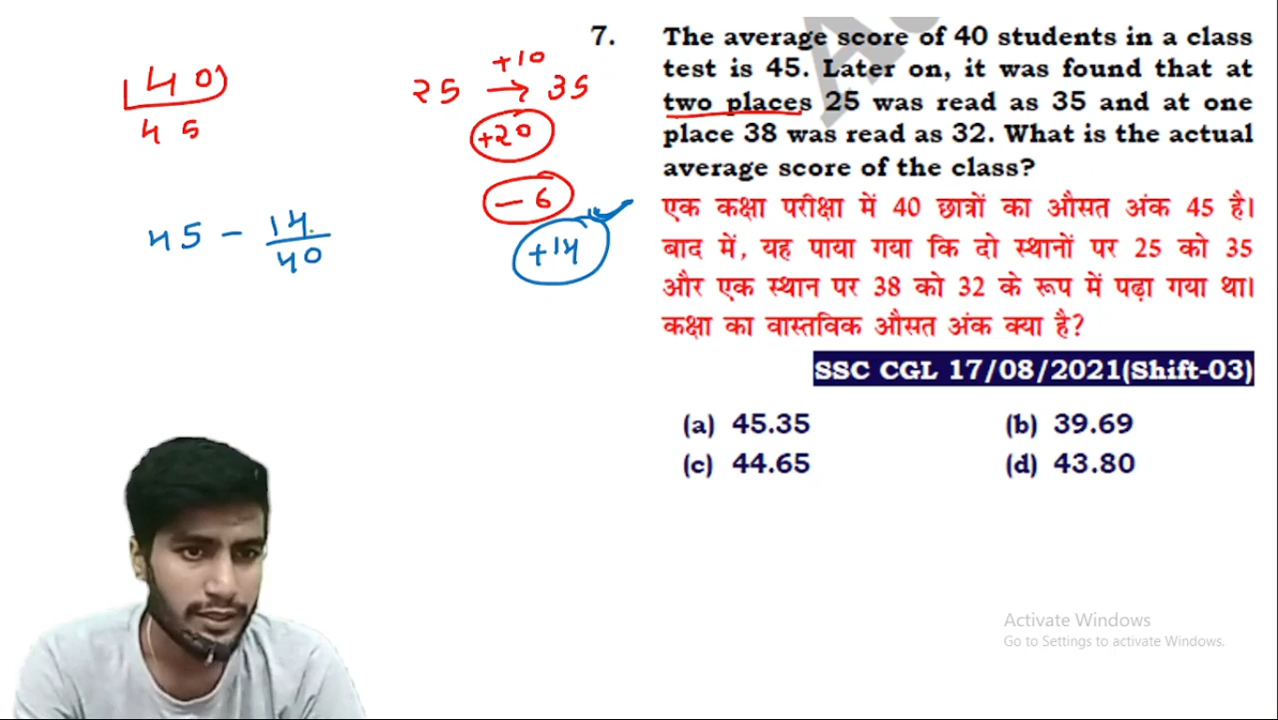 40
45
25 → 35
+10
+20
- 6
+14
45 - 14/40
7. The average score of 40 students in a class
test is 45. Later on, it was found that at
two places 25 was read as 35 and at one
place 38 was read as 32. What is the actual
average score of the class?
एक कक्षा परीक्षा में 40 छात्रों का औसत अंक 45 है।
बाद में, यह पाया गया कि दो स्थानों पर 25 को 35
और एक स्थान पर 38 को 32 के रूप में पढ़ा गया था।
कक्षा का वास्तविक औसत अंक क्या है?
SSC CGL 17/08/2021(Shift-03)
(a) 45.35 (b) 39.69
(c) 44.65 (d) 43.80
Activate Windows
Go to Settings to activate Windows.